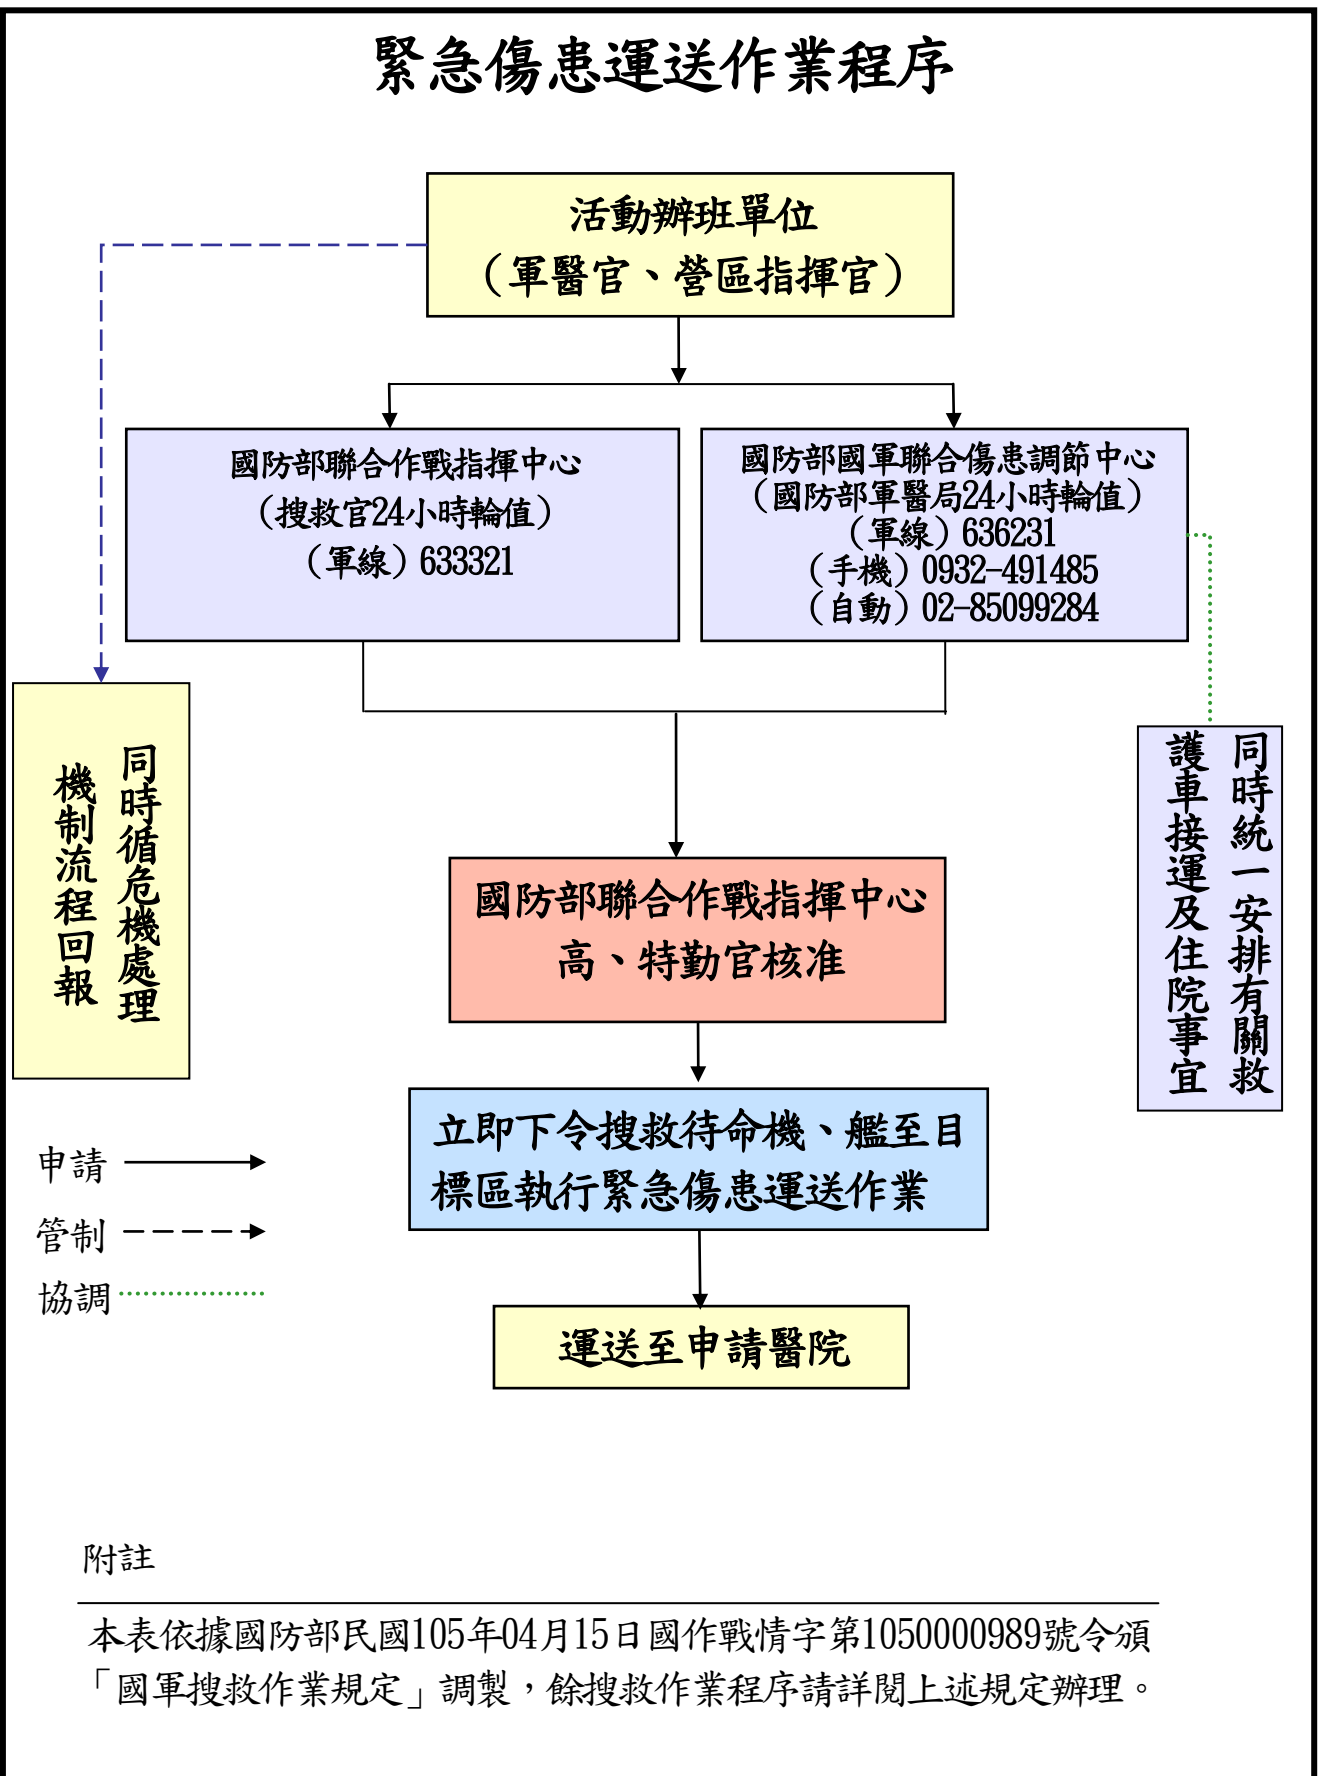 緊急傷患運送作業程序
活動辦班單位
（軍醫官、營區指揮官）
國防部聯合作戰指揮中心
（搜救官24小時輪值）
（軍線）633321
國防部國軍聯合傷患調節中心
（國防部軍醫局24小時輪值）
（軍線）636231
（手機）0932-491485
（自動）02-85099284
同時循危機處理
機制流程回報
同時統一安排有關救
護車接運及住院事宜
國防部聯合作戰指揮中心
高、特勤官核准
立即下令搜救待命機、艦至目
標區執行緊急傷患運送作業
運送至申請醫院
申請
管制
協調
附註
本表依據國防部民國105年04月15日國作戰情字第1050000989號令頒
「國軍搜救作業規定」調製，餘搜救作業程序請詳閱上述規定辦理。